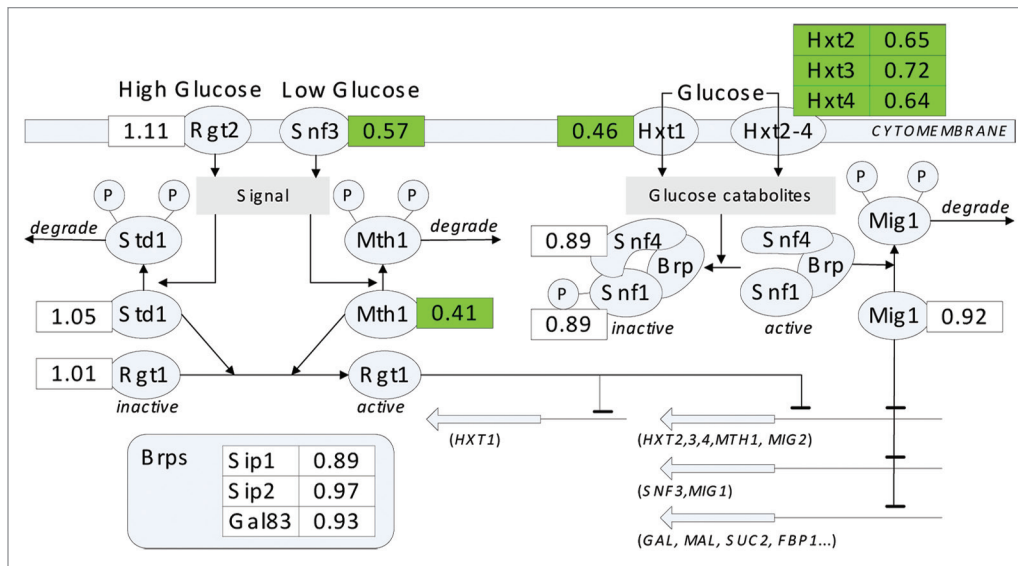 Hxt2 0.65
Hxt3 0.72
Hxt4 0.64
High Glucose Low Glucose Glucose
1.11 Rgt2 Snf3 0.57 0.46 Hxt1 Hxt2-4 CYTOMEMBRANE
Signal Glucose catabolites
P P P P P P
degrade Std1 Mth1 degrade Mig1 degrade
0.89 Snf4 Brp Snf4 Brp
P Snf1 Snf1
0.89 inactive active
1.05 Std1 Mth1 0.41 Mig1 0.92
1.01 Rgt1 Rgt1
inactive active
(HXT1) (HXT2,3,4,MTH1, MIG2)
(SNF3,MIG1)
(GAL, MAL, SUC2, FBP1...)
Brps
Sip1 0.89
Sip2 0.97
Gal83 0.93